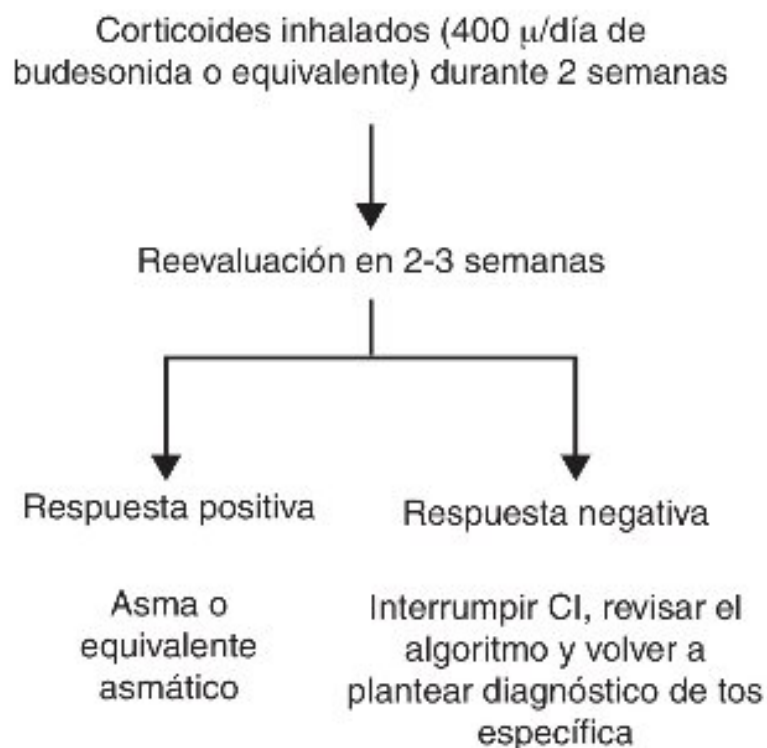 Corticoides inhalados (400 μ/día de
budesonida o equivalente) durante 2 semanas
Reevaluación en 2-3 semanas
Respuesta positiva
Respuesta negativa
Asma o
equivalente
asmático
Interrumpir CI, revisar el
algoritmo y volver a
plantear diagnóstico de tos
específica